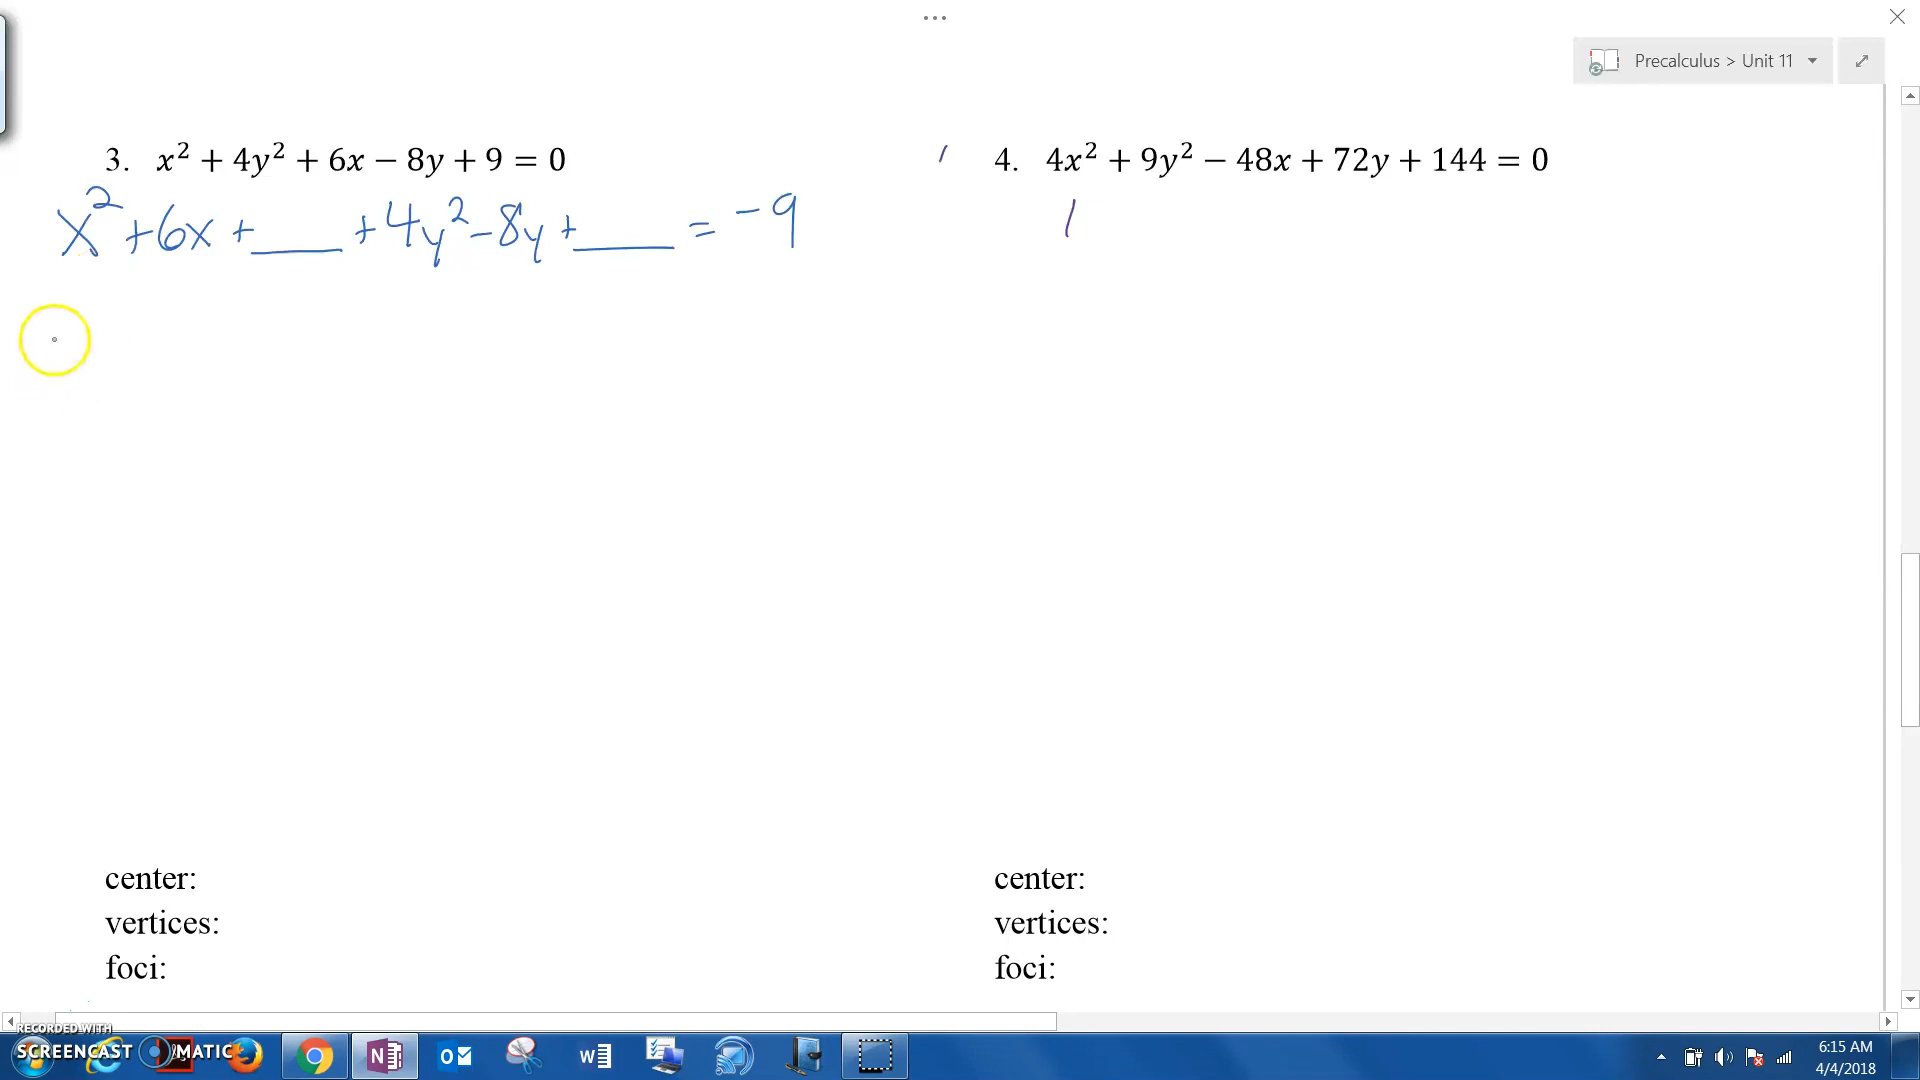 Precalculus > Unit 11
3. x² + 4y² + 6x − 8y + 9 = 0
x² + 6x + ___ + 4y² - 8y + ___ = -9
4. 4x² + 9y² − 48x + 72y + 144 = 0
center:
vertices:
foci:
center:
vertices:
foci:
RECORDED WITH
SCREENCAST MATIC
6:15 AM
4/4/2018